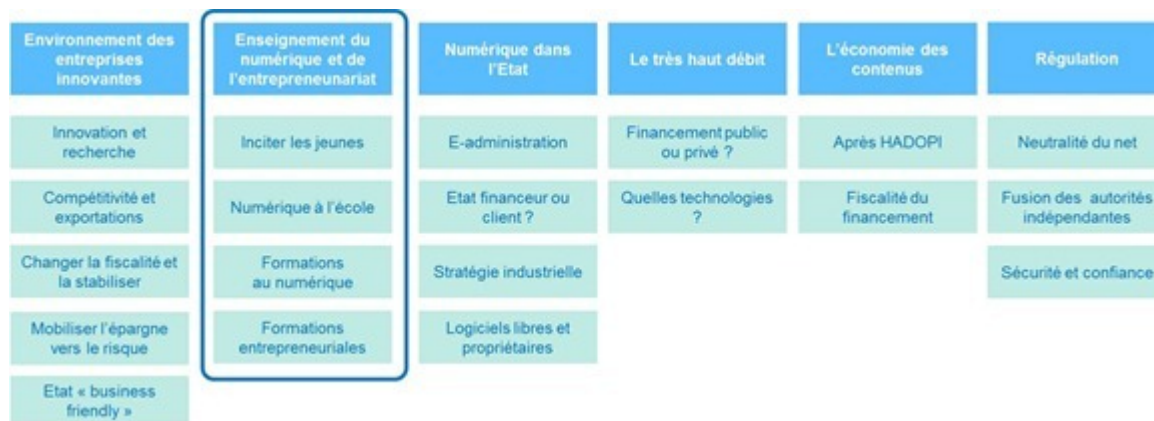 Environnement des
entreprises
innovantes
Innovation et
recherche
Compétitivité et
exportations
Changer la fiscalité et
la stabiliser
Mobiliser l'épargne
vers le risque
Etat « business
friendly »
Enseignement du
numérique et de
l'entrepreneunariat
Inciter les jeunes
Numérique à l'école
Formations
au numérique
Formations
entrepreneuriales
Numérique dans
l'Etat
E-administration
Etat financeur ou
client ?
Stratégie industrielle
Logiciels libres et
propriétaires
Le très haut débit
Financement public
ou privé ?
Quelles technologies
?
L'économie des
contenus
Après HADOPI
Fiscalité du
financement
Régulation
Neutralité du net
Fusion des autorités
indépendantes
Sécurité et confiance